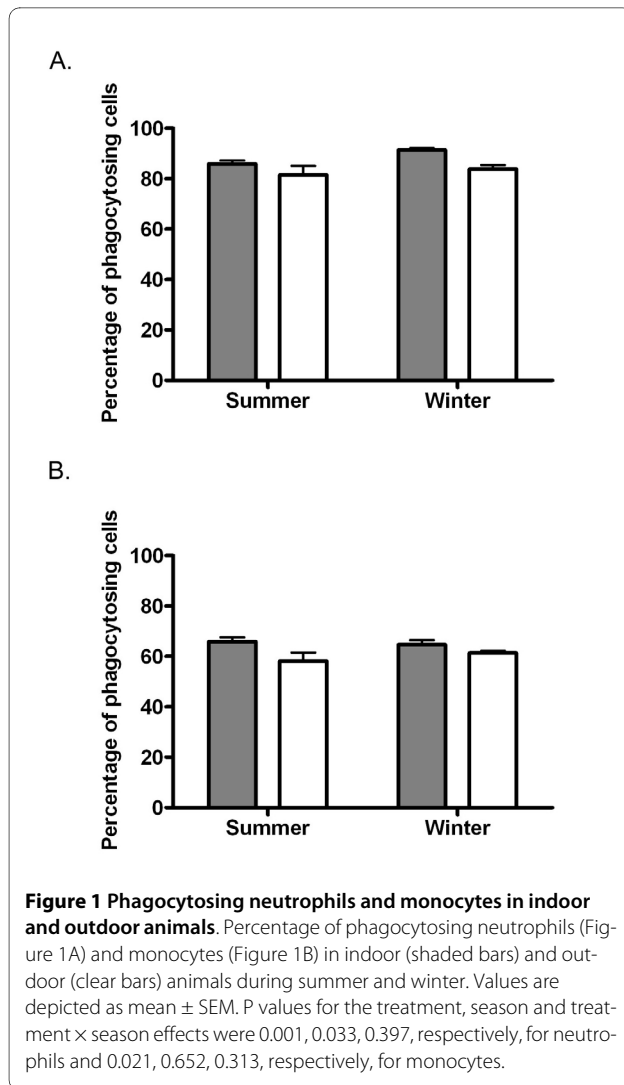 A.
Percentage of phagocytosing cells
100
80
60
40
20
0
Summer Winter
B.
Percentage of phagocytosing cells
100
80
60
40
20
0
Summer Winter
Figure 1 Phagocytosing neutrophils and monocytes in indoor
and outdoor animals. Percentage of phagocytosing neutrophils (Fig-
ure 1A) and monocytes (Figure 1B) in indoor (shaded bars) and out-
door (clear bars) animals during summer and winter. Values are
depicted as mean ± SEM. P values for the treatment, season and treat-
ment × season effects were 0.001, 0.033, 0.397, respectively, for neutro-
phils and 0.021, 0.652, 0.313, respectively, for monocytes.